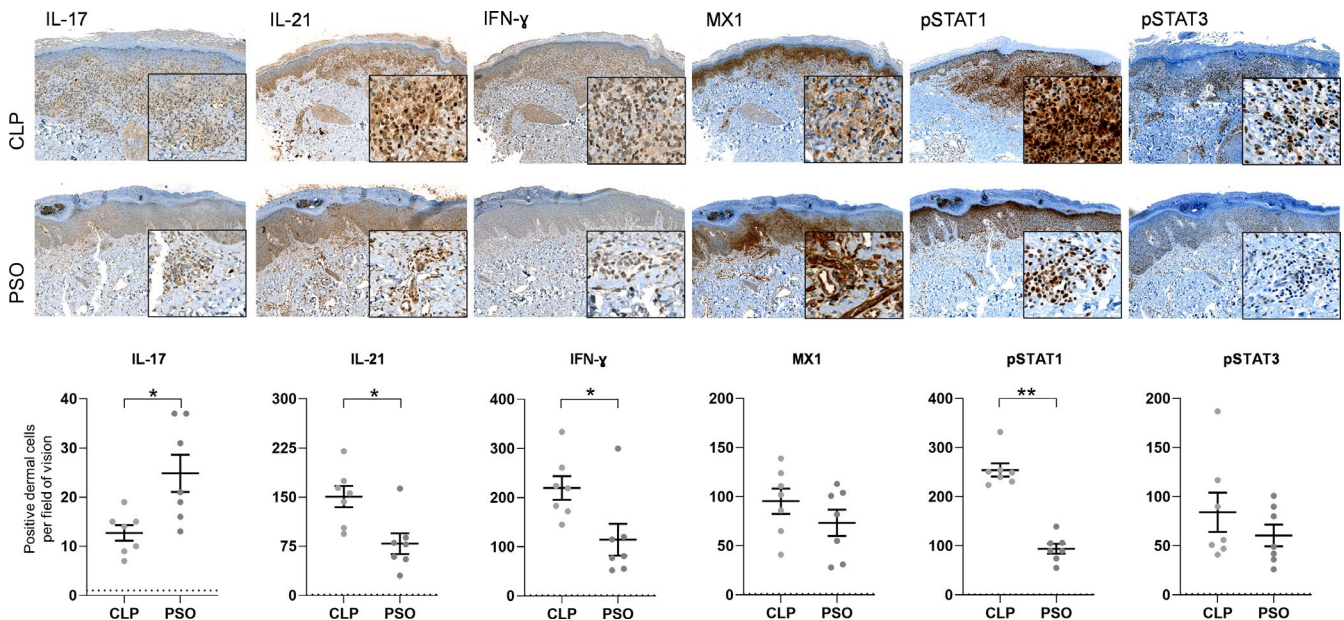 IL-17 IL-21 IFN-ɣ MX1 pSTAT1 pSTAT3
CLP
PSO
IL-17 IL-21 IFN-ɣ MX1 pSTAT1 pSTAT3
Positive dermal cells
per field of vision
40 300 400 200 400 200
* * * **
30 225 300 150 300 150
20 150 200 100 200 100
10 75 100 50 100 50
0 0 0 0 0 0
CLP PSO CLP PSO CLP PSO CLP PSO CLP PSO CLP PSO